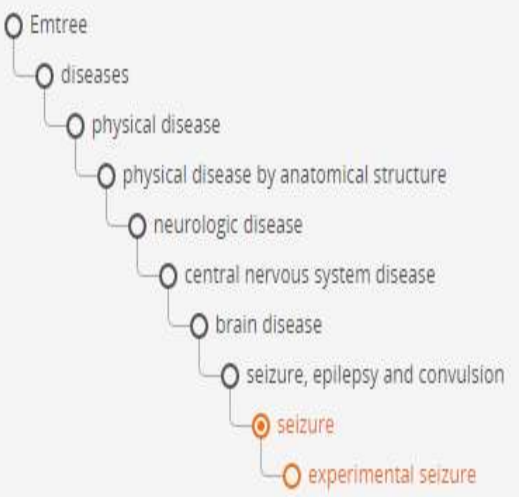 Emtree
diseases
physical disease
physical disease by anatomical structure
neurologic disease
central nervous system disease
brain disease
seizure, epilepsy and convulsion
seizure
experimental seizure